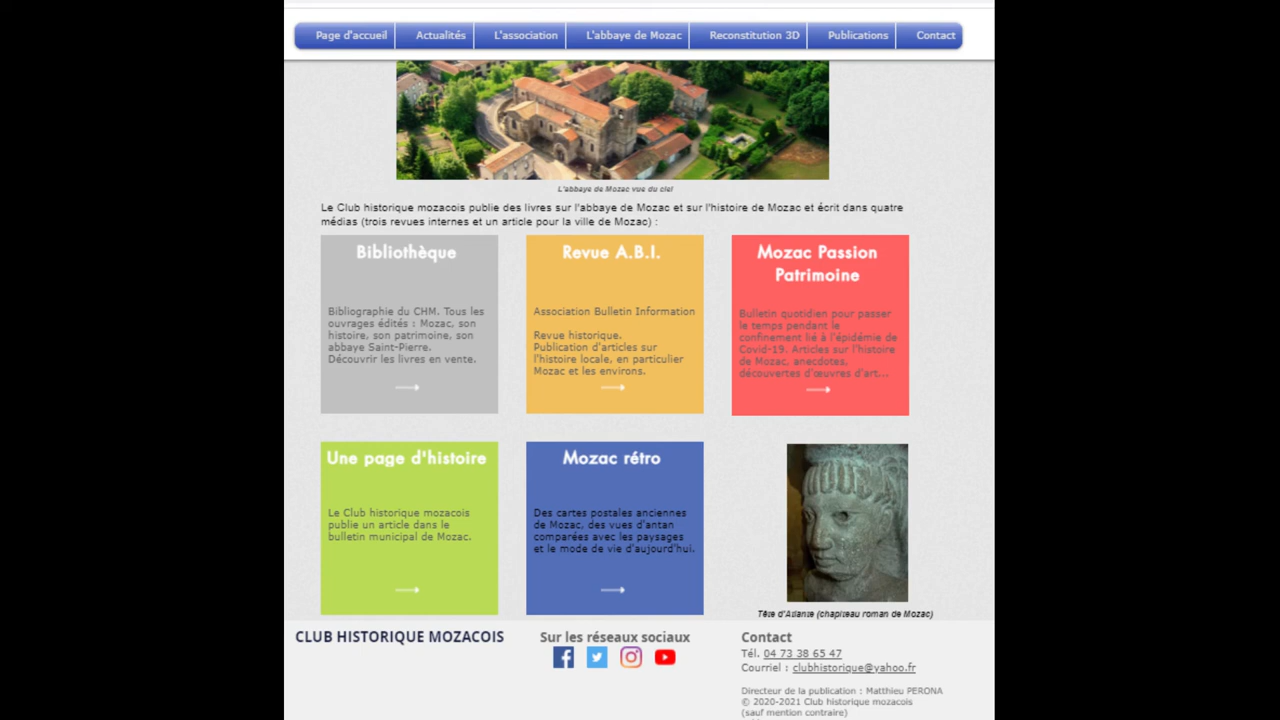 Page d'accueil
Actualités
L'association
L'abbaye de Mozac
Reconstitution 3D
Publications
Contact
L'abbaye de Mozac vue du ciel
Le Club historique mozacois publie des livres sur l'abbaye de Mozac et sur l'histoire de Mozac et écrit dans quatre
médias (trois revues internes et un article pour la ville de Mozac) :
Bibliothèque
Bibliographie du CHM. Tous les
ouvrages édités : Mozac, son
histoire, son patrimoine, son
abbaye Saint-Pierre.
Découvrir les livres en vente.
Revue A.B.I.
Association Bulletin Information
Revue historique.
Publication d'articles sur
l'histoire locale, en particulier
Mozac et les environs.
Mozac Passion
Patrimoine
Bulletin quotidien pour passer
le temps pendant le
confinement lié à l'épidémie de
Covid-19. Articles sur l'histoire
de Mozac, anecdotes,
découvertes d'œuvres d'art...
Une page d'histoire
Le Club historique mozacois
publie un article dans le
bulletin municipal de Mozac.
Mozac rétro
Des cartes postales anciennes
de Mozac, des vues d'antan
comparées avec les paysages
et le mode de vie d'aujourd'hui.
Tête d'Atlante (chapiteau roman de Mozac)
CLUB HISTORIQUE MOZACOIS
Sur les réseaux sociaux
Contact
Tél. 04 73 38 65 47
Courriel : clubhistorique@yahoo.fr
Directeur de la publication : Matthieu PERONA
© 2020-2021 Club historique mozacois
(sauf mention contraire)